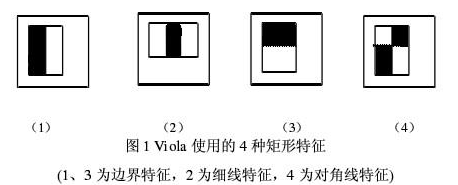 （1）
（2）
（3）
（4）
图 1 Viola 使用的 4 种矩形特征
(1、3 为边界特征，2 为细线特征，4 为对角线特征)